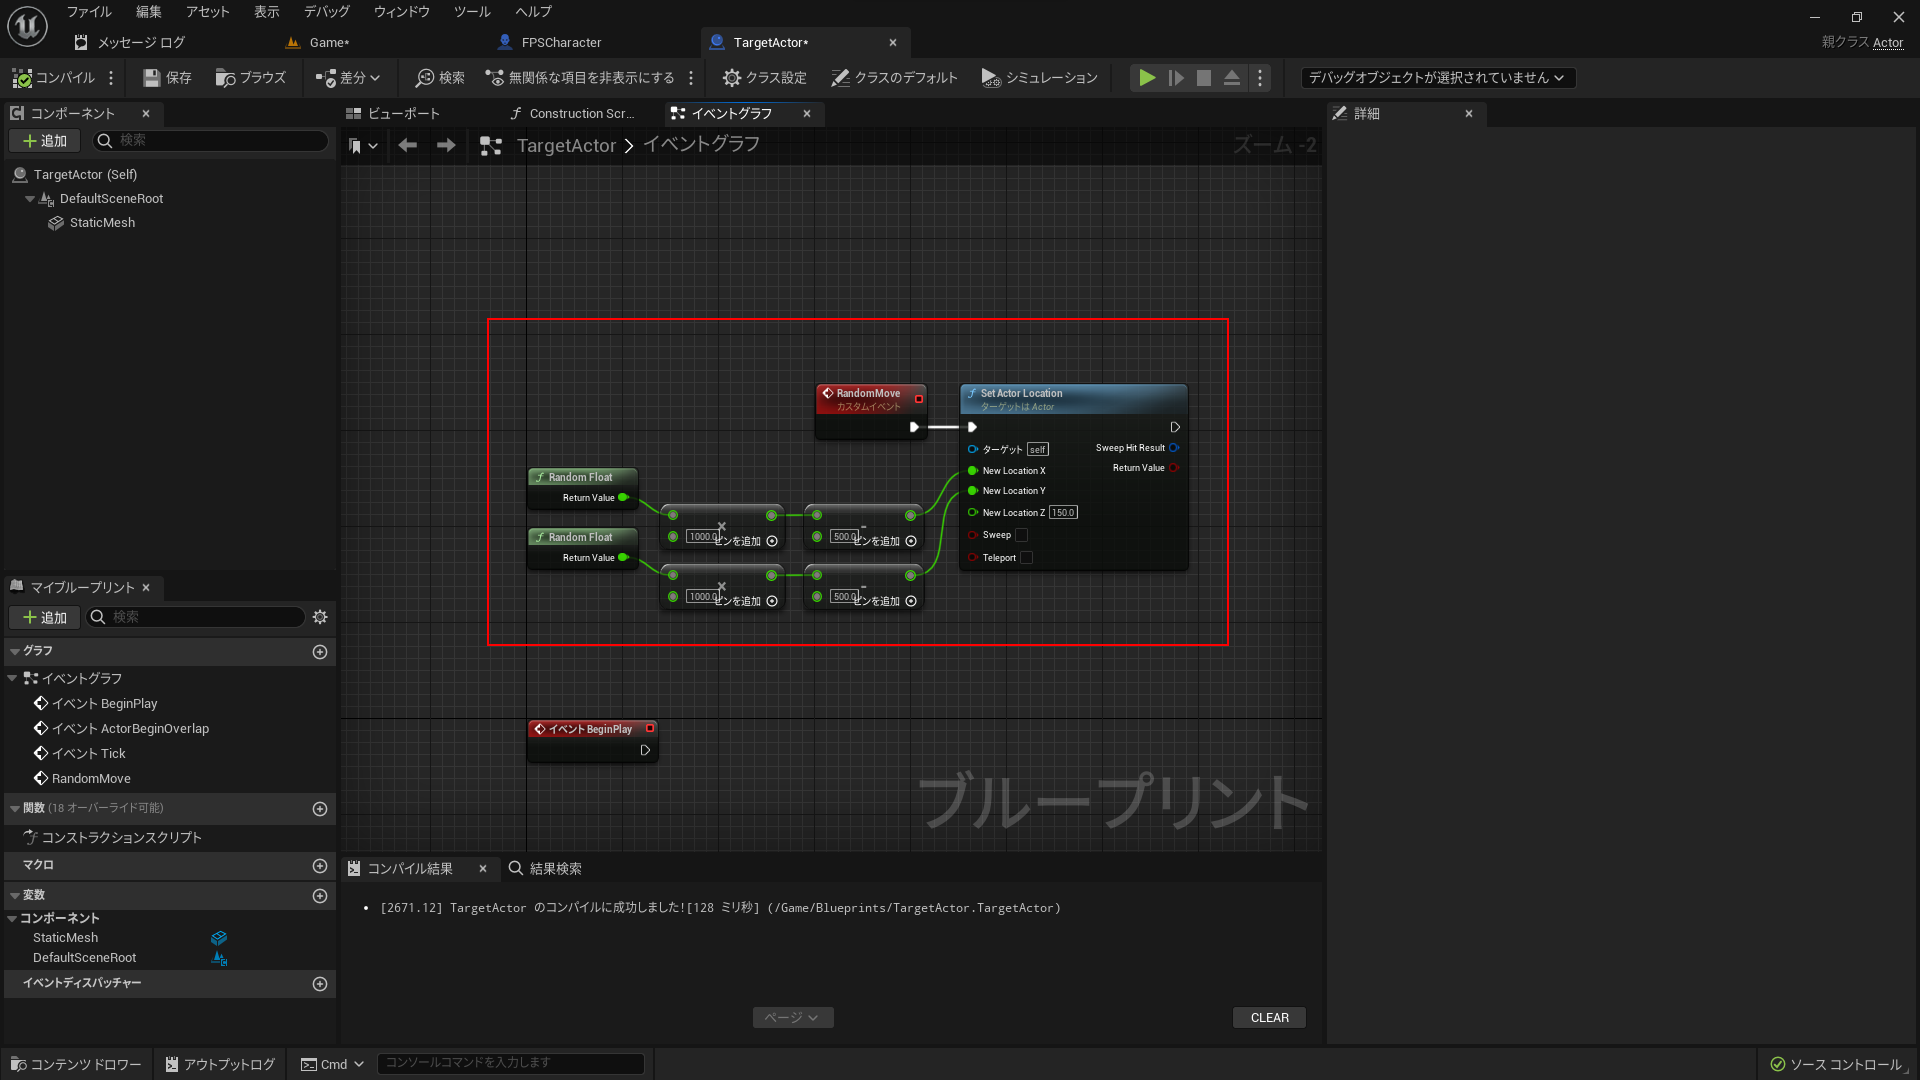 ファイル 編集 アセット 表示 デバッグ ウィンドウ ツール ヘルプ
メッセージ ログ Game* FPSCharacter TargetActor*
親クラス Actor
コンパイル 保存 ブラウズ 差分 検索 無関係な項目を非表示にする クラス設定 クラスのデフォルト シミュレーション デバッグオブジェクトが選択されていません
コンポーネント
追加 検索
TargetActor (Self)
DefaultSceneRoot
StaticMesh
マイブループリント
追加 検索
グラフ
イベントグラフ
イベント BeginPlay
イベント ActorBeginOverlap
イベント Tick
RandomMove
関数 (18 オーバーライド可能)
コンストラクションスクリプト
マクロ
変数
コンポーネント
StaticMesh
DefaultSceneRoot
イベントディスパッチャー
ビューポート Construction Scr... イベントグラフ
TargetActor イベントグラフ ズーム -2
RandomMove
カスタムイベント
Set Actor Location
ターゲットは Actor
ターゲット self
New Location X
New Location Y
New Location Z 150.0
Sweep
Teleport
Sweep Hit Result
Return Value
Random Float
Return Value
Random Float
Return Value
×
1000.0 ピンを追加
-
500.0 ピンを追加
×
1000.0 ピンを追加
-
500.0 ピンを追加
イベント BeginPlay
ブループリント
コンパイル結果 結果検索
[2671.12] TargetActor のコンパイルに成功しました![128 ミリ秒] (/Game/Blueprints/TargetActor.TargetActor)
ページ CLEAR
詳細
コンテンツドロワー アウトプットログ Cmd コンソールコマンドを入力します ソース コントロール